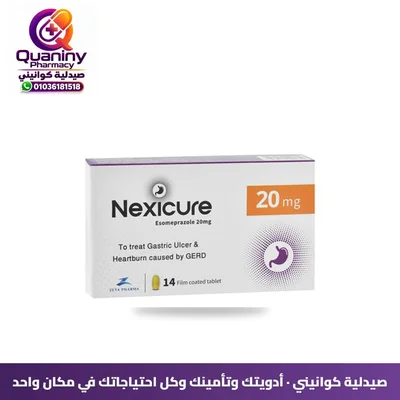 Quaniny
Pharmacy
صيدلية كوانيني
01036181518
Nexicure
Esomeprazole 20mg
20 mg
To treat Gastric Ulcer &
Heartburn caused by GERD
ZETA PHARMA
14 Film coated tablet
صيدلية كوانيني - أدويتك وتأمينك وكل احتياجاتك في مكان واحد